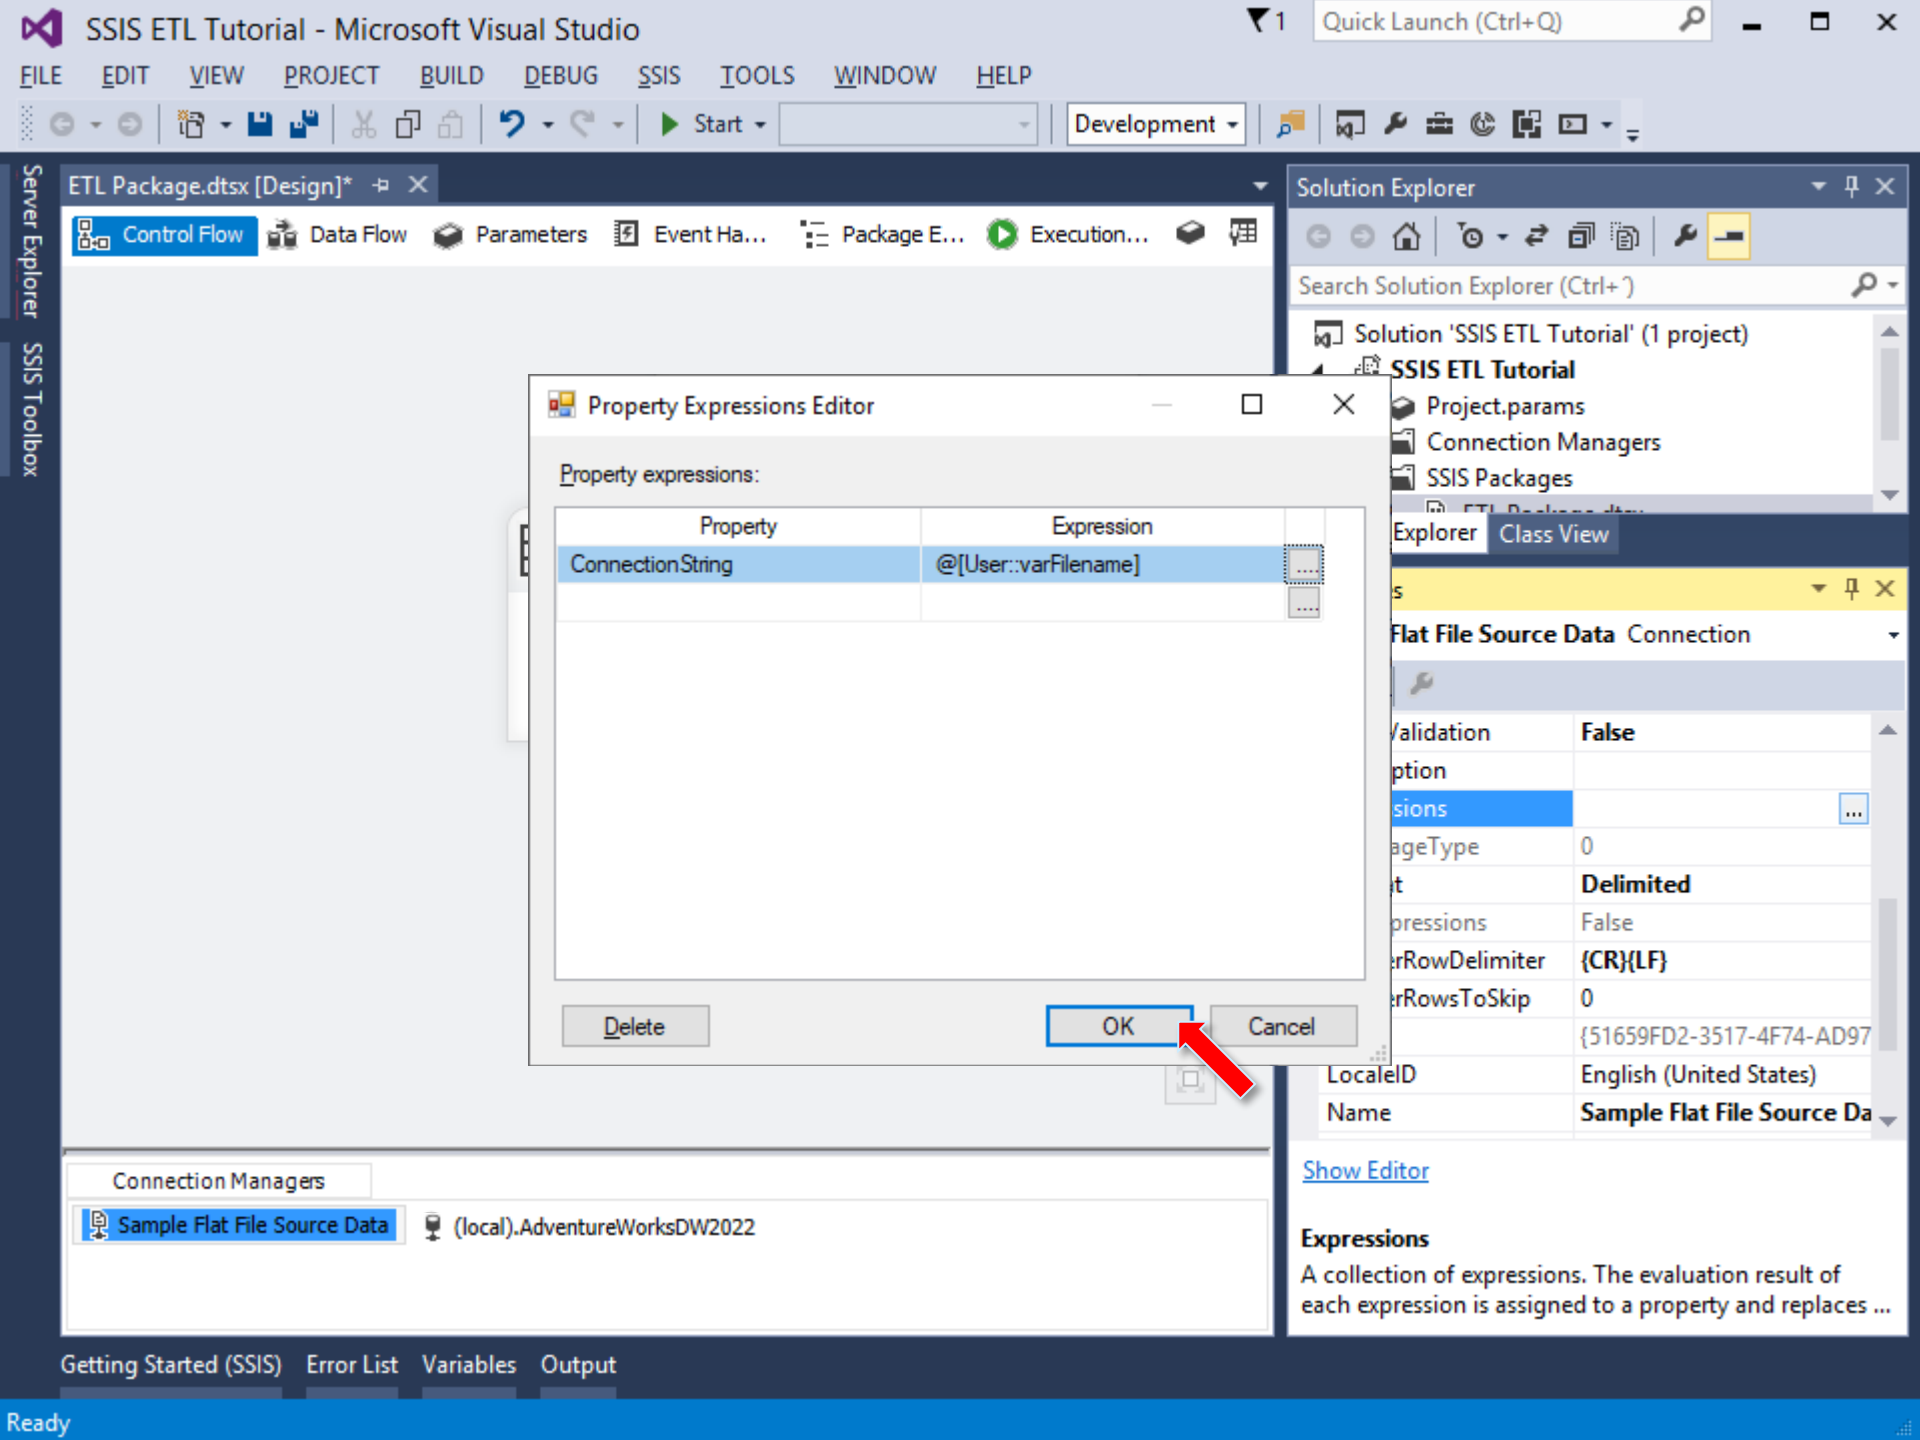 SSIS ETL Tutorial - Microsoft Visual Studio
1
Quick Launch (Ctrl+Q)
FILE EDIT VIEW PROJECT BUILD DEBUG SSIS TOOLS WINDOW HELP
Start
Development
Server Explorer
SSIS Toolbox
ETL Package.dtsx [Design]*
Control Flow
Data Flow
Parameters
Event Ha...
Package E...
Execution...
Solution Explorer
Search Solution Explorer (Ctrl+^)
Solution 'SSIS ETL Tutorial' (1 project)
SSIS ETL Tutorial
Project.params
Connection Managers
SSIS Packages
ETL Package.dtsx
Explorer
Class View
Property Expressions Editor
Property expressions:
Property Expression
ConnectionString @[User::varFilename]
....
....
Delete
OK
Cancel
s
Flat File Source Data Connection
Validation False
ption
sions ...
ageType 0
t Delimited
pressions False
erRowDelimiter {CR}{LF}
erRowsToSkip 0
{51659FD2-3517-4F74-AD97
LocaleID English (United States)
Name Sample Flat File Source Da
Show Editor
Expressions
A collection of expressions. The evaluation result of
each expression is assigned to a property and replaces ...
Connection Managers
Sample Flat File Source Data
(local).AdventureWorksDW2022
Getting Started (SSIS) Error List Variables Output
Ready